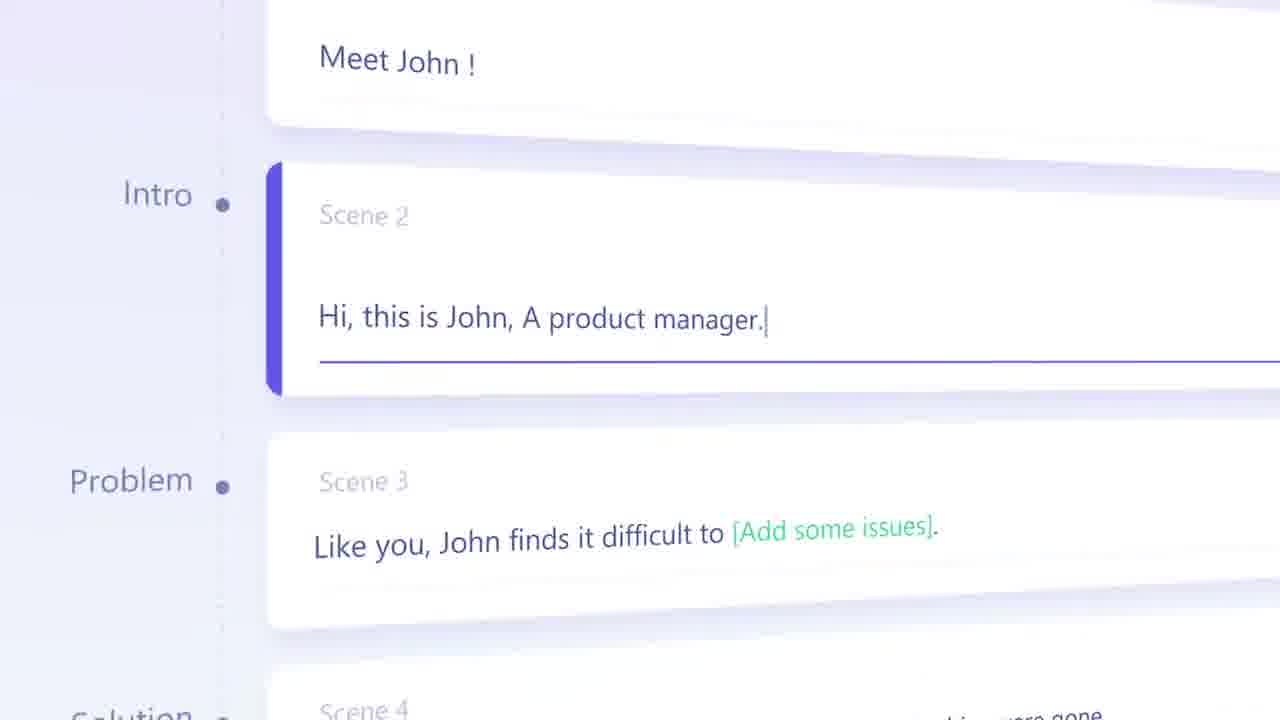 Meet John !
Intro
Scene 2
Hi, this is John, A product manager.
Problem
Scene 3
Like you, John finds it difficult to [Add some issues].
Solution
Scene 4
were gone